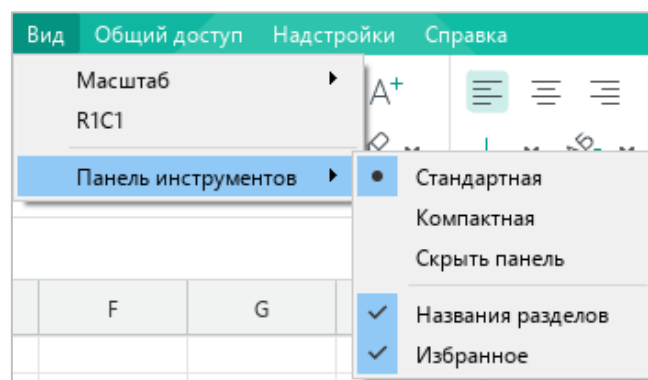 Вид Общий доступ Надстройки Справка
Масштаб
A+
R1C1
Панель инструментов
Стандартная
Компактная
Скрыть панель
F G
Названия разделов
Избранное